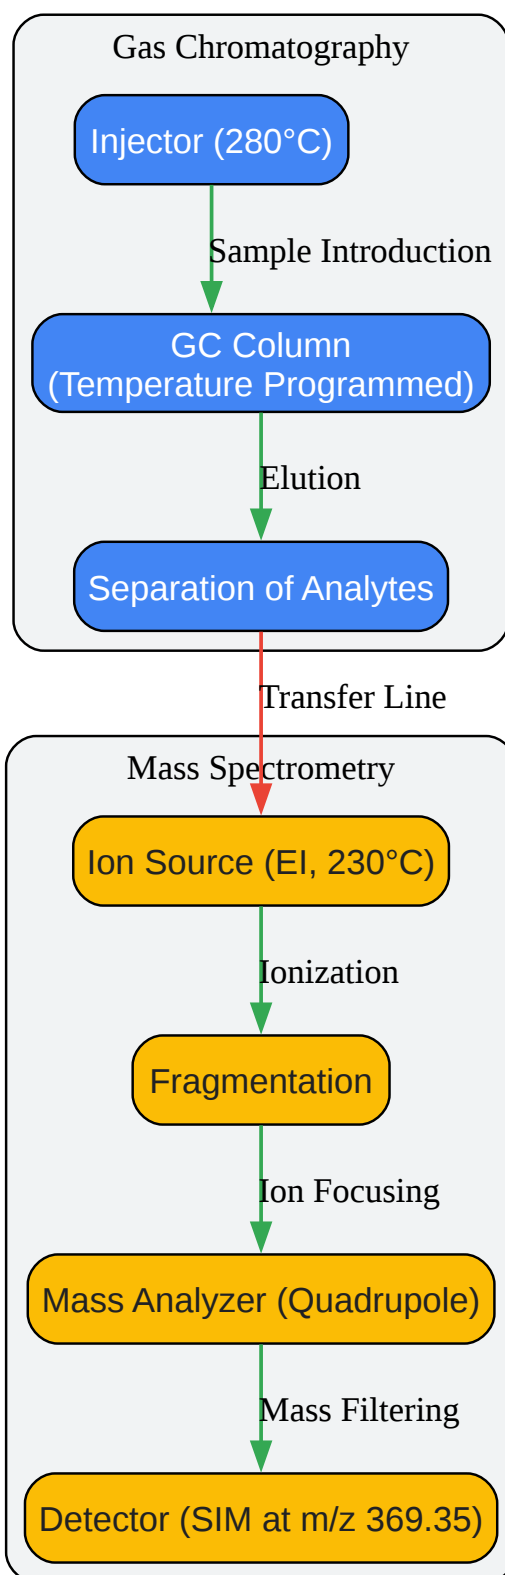 Gas Chromatography
Injector (280°C)
Sample Introduction
GC Column
(Temperature Programmed)
Elution
Separation of Analytes
Transfer Line
Mass Spectrometry
Ion Source (EI, 230°C)
Ionization
Fragmentation
Ion Focusing
Mass Analyzer (Quadrupole)
Mass Filtering
Detector (SIM at m/z 369.35)